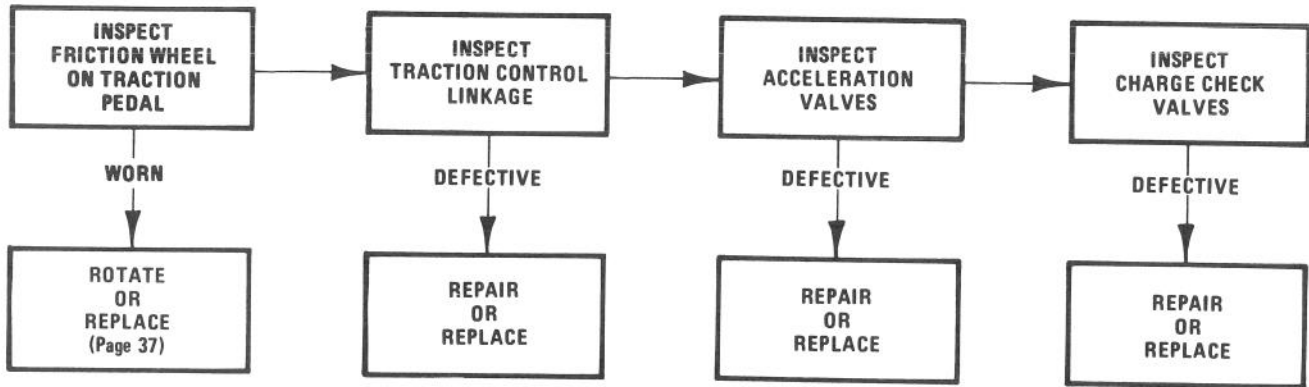 INSPECT
FRICTION WHEEL
ON TRACTION
PEDAL
INSPECT
TRACTION CONTROL
LINKAGE
INSPECT
ACCELERATION
VALVES
INSPECT
CHARGE CHECK
VALVES
WORN
DEFECTIVE
DEFECTIVE
DEFECTIVE
ROTATE
OR
REPLACE
(Page 37)
REPAIR
OR
REPLACE
REPAIR
OR
REPLACE
REPAIR
OR
REPLACE